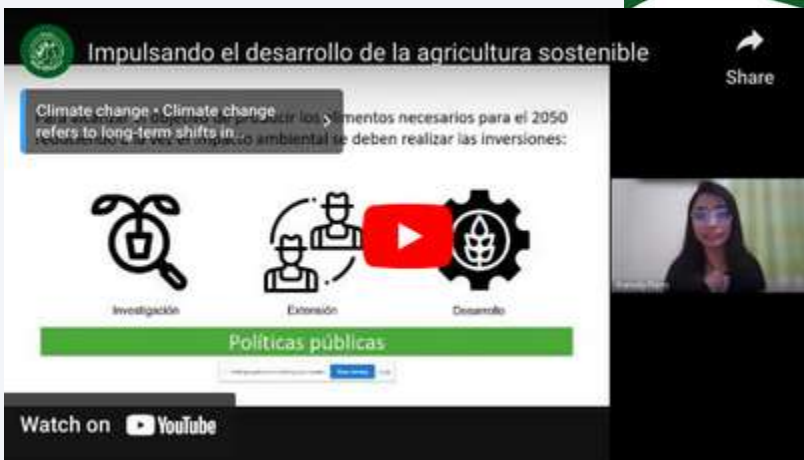 Impulsando el desarrollo de la agricultura sostenible
Share
Climate change • Climate change
refers to long-term shifts in...
mentos necesarios para el 2050
se deben realizar las inversiones:
Investigación
Extensión
Desarrollo
Políticas públicas
Watch on YouTube